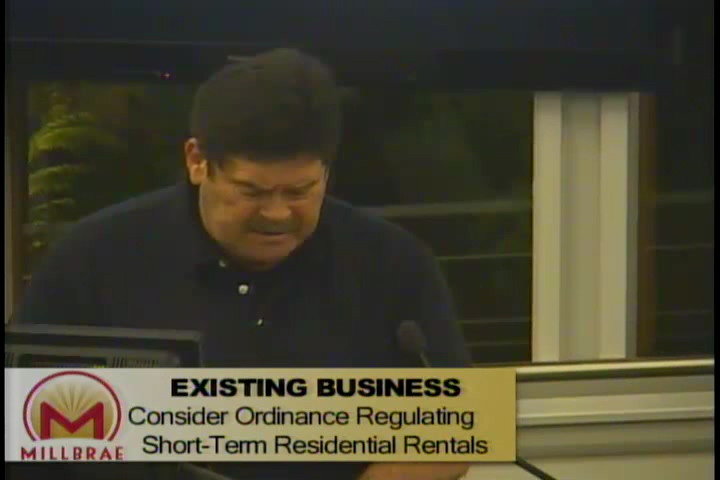 EXISTING BUSINESS
Consider Ordinance Regulating
Short-Term Residential Rentals
M
MILLBRAE